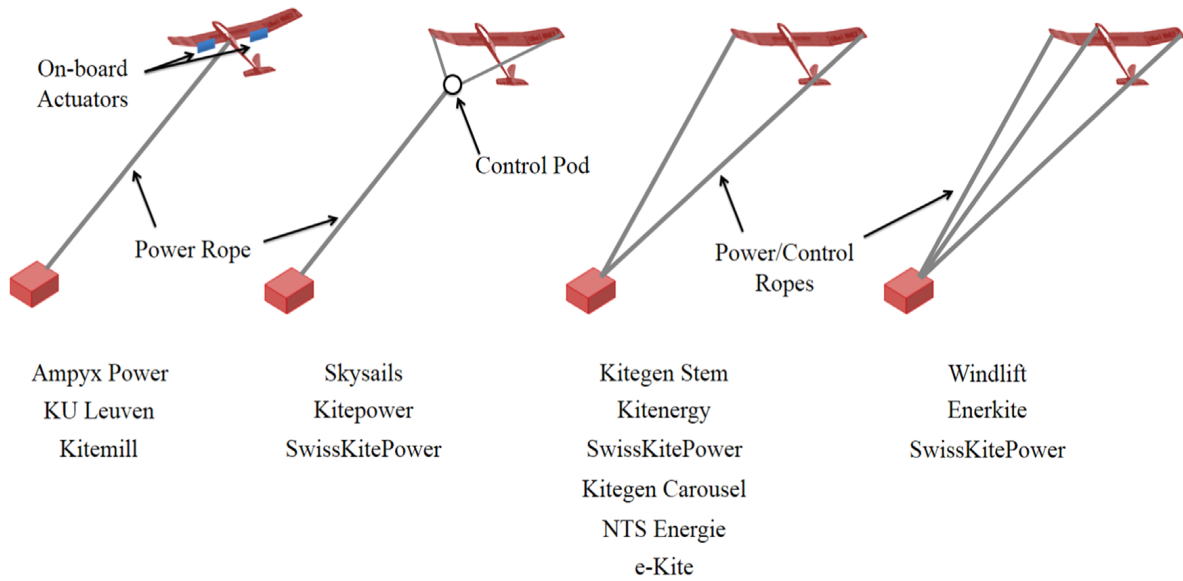 On-board
Actuators
Control Pod
Power Rope
Power/Control
Ropes
Ampyx Power
KU Leuven
Kitemill
Skysails
Kitepower
SwissKitePower
Kitegen Stem
Kitenergy
SwissKitePower
Kitegen Carousel
NTS Energie
e-Kite
Windlift
Enerkite
SwissKitePower